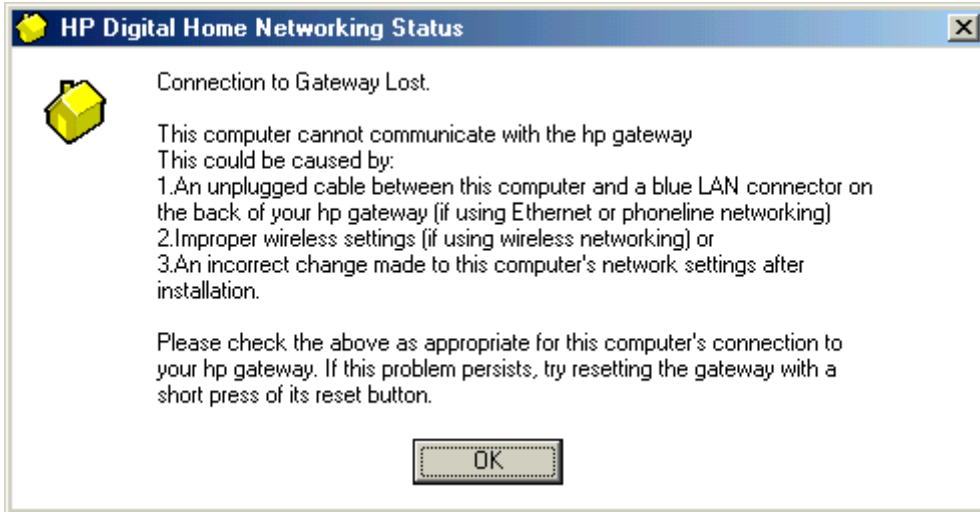 HP Digital Home Networking Status
Connection to Gateway Lost.
This computer cannot communicate with the hp gateway
This could be caused by:
1.An unplugged cable between this computer and a blue LAN connector on
the back of your hp gateway (if using Ethernet or phoneline networking)
2.Improper wireless settings (if using wireless networking) or
3.An incorrect change made to this computer's network settings after
installation.
Please check the above as appropriate for this computer's connection to
your hp gateway. If this problem persists, try resetting the gateway with a
short press of its reset button.
OK